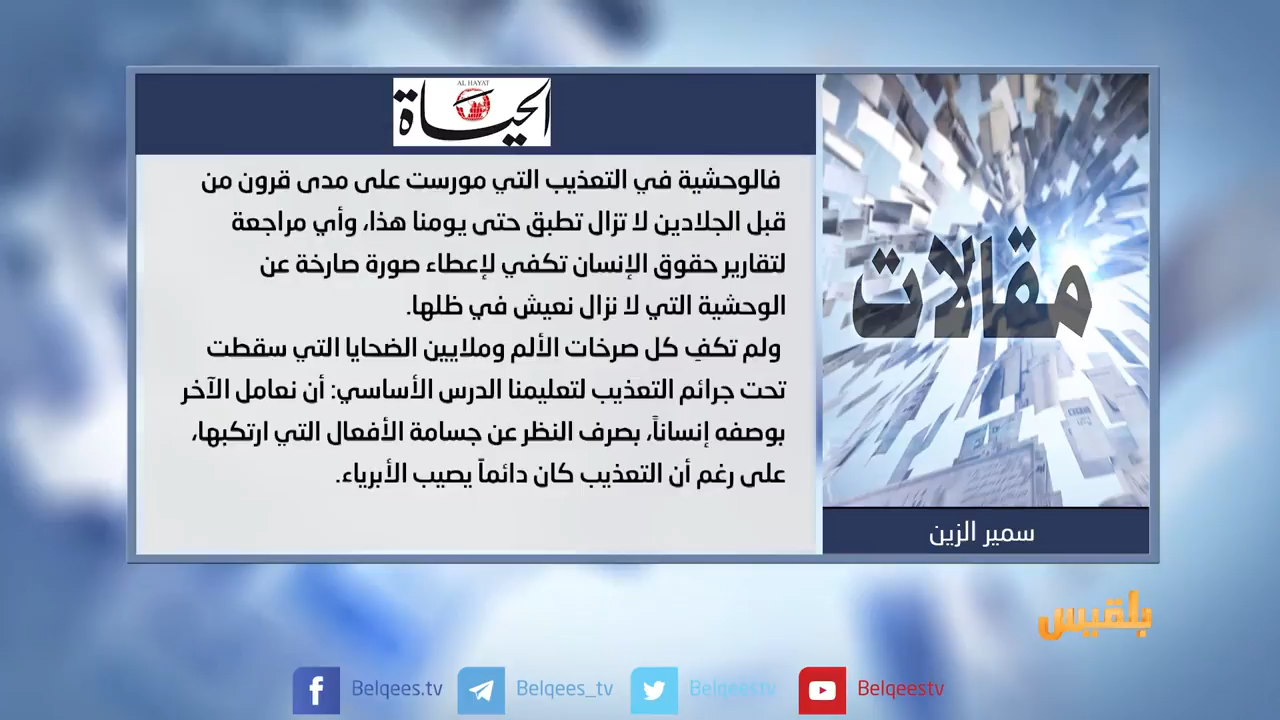 AL HAYAT
الحياة
فالوحشية في التعذيب التي مورست على مدى قرون من
قبل الجلادين لا تزال تطبق حتى يومنا هذا، وأي مراجعة
لتقارير حقوق الإنسان تكفي لإعطاء صورة صارخة عن
الوحشية التي لا نزال نعيش في ظلها.
ولم تكفِ كل صرخات الألم وملايين الضحايا التي سقطت
تحت جرائم التعذيب لتعليمنا الدرس الأساسي: أن نعامل الآخر
بوصفه إنساناً، بصرف النظر عن جسامة الأفعال التي ارتكبها،
على رغم أن التعذيب كان دائماً يصيب الأبرياء.
مقالات
سمير الزين
بلقيس
Belqees.tv
Belqees_tv
Belqeestv
Belqeestv